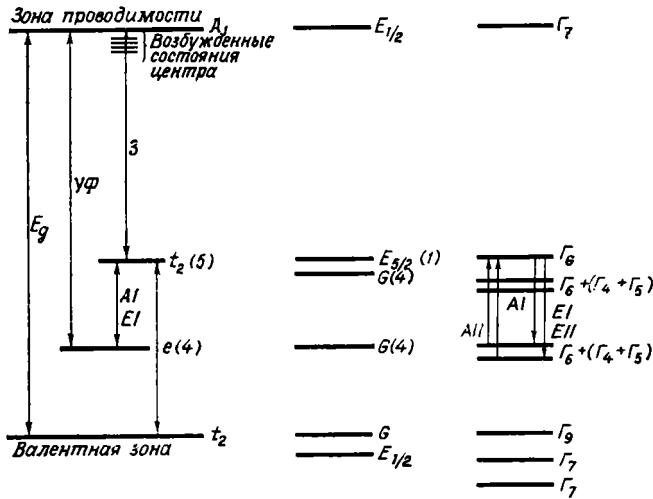 Зона проводимости
A₁
Возбужденные
состояния
центра
E_g
УФ
З
t₂ (5)
AI
EI
e (4)
t₂
Валентная зона
E₁/₂
E₅/₂ (1)
G(4)
G(4)
G
E₁/₂
Γ₇
Γ₆
Γ₆ + (Γ₄ + Γ₅)
AI
AII
EI
EII
Γ₆ + (Γ₄ + Γ₅)
Γ₉
Γ₇
Γ₇